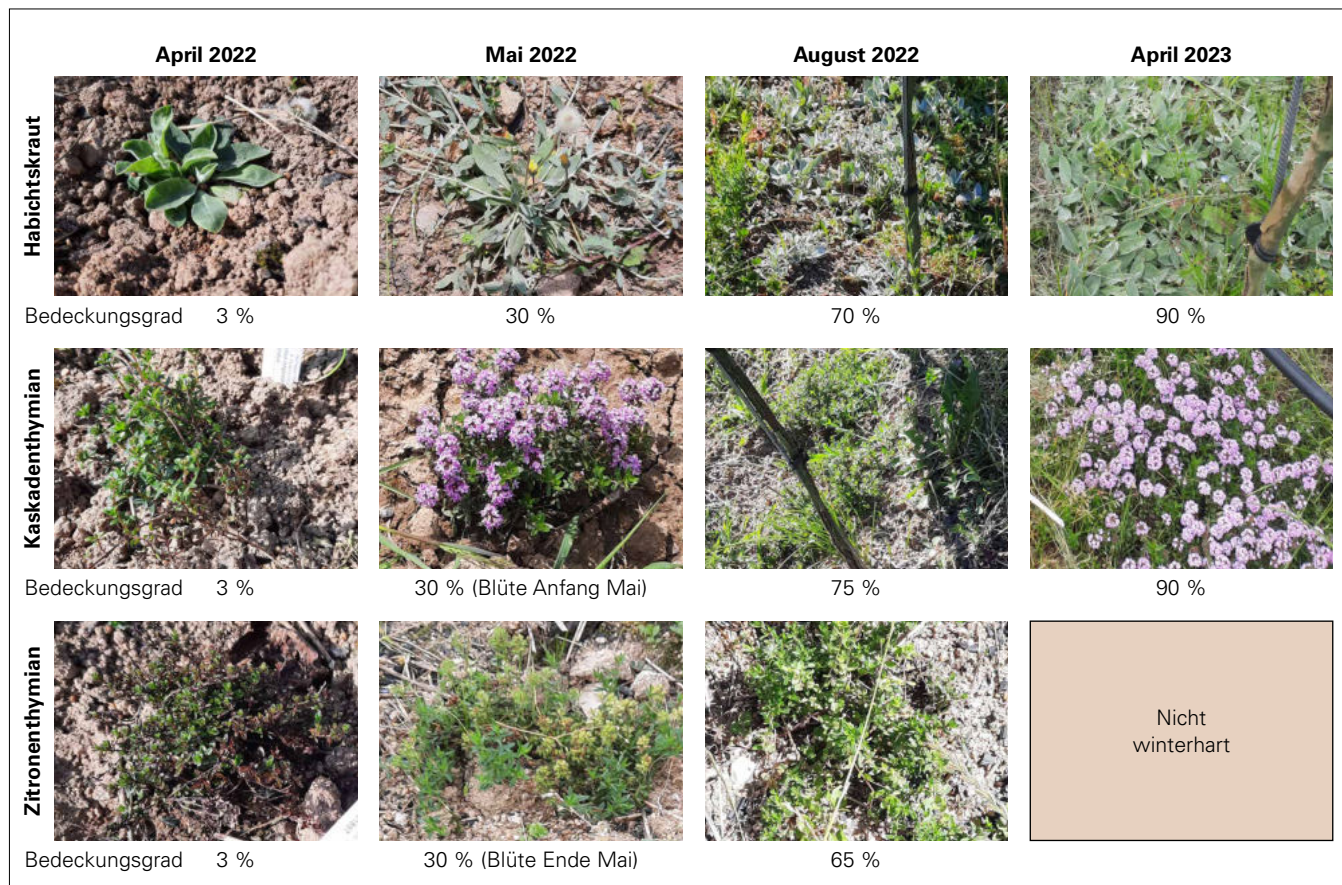 April 2022 Mai 2022 August 2022 April 2023
Habichtskraut
Bedeckungsgrad 3 % 30 % 70 % 90 %
Kaskadenthymian
Bedeckungsgrad 3 % 30 % (Blüte Anfang Mai) 75 % 90 %
Zitronenthymian
Nicht
winterhart
Bedeckungsgrad 3 % 30 % (Blüte Ende Mai) 65 %